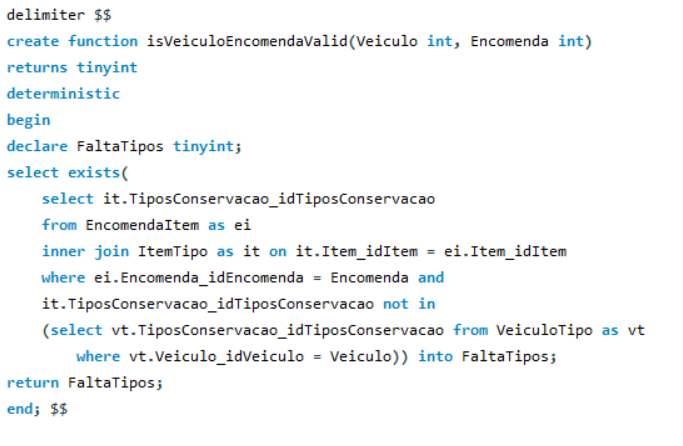 delimiter $$
create function isVeiculoEncomendaValid(Veiculo int, Encomenda int)
returns tinyint
deterministic
begin
declare FaltaTipos tinyint;
select exists(
    select it.TiposConservacao_idTiposConservacao
    from EncomendaItem as ei
    inner join ItemTipo as it on it.Item_idItem = ei.Item_idItem
    where ei.Encomenda_idEncomenda = Encomenda and
    it.TiposConservacao_idTiposConservacao not in
    (select vt.TiposConservacao_idTiposConservacao from VeiculoTipo as vt
        where vt.Veiculo_idVeiculo = Veiculo)) into FaltaTipos;
return FaltaTipos;
end; $$